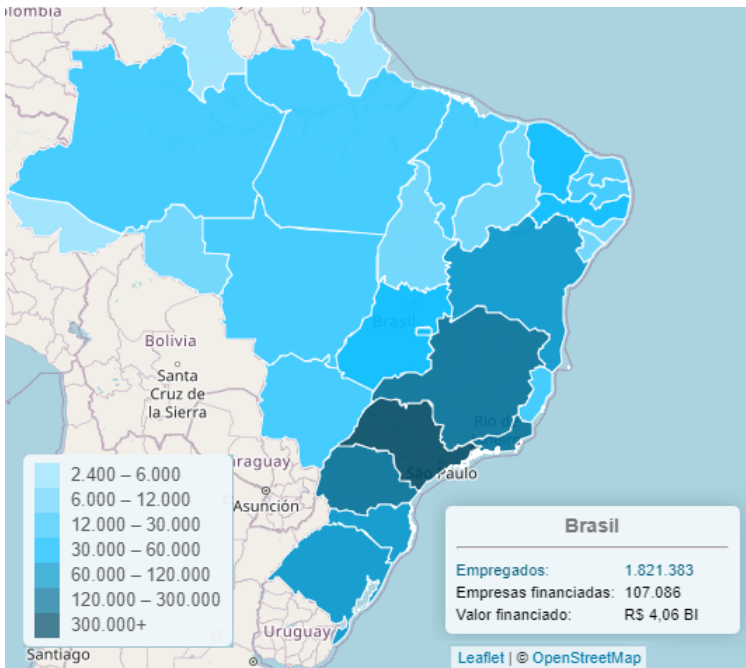 olombia
Brasil
Bolivia
Santa
Cruz de
la Sierra
Rio de
araguay
São Paulo
Asunción
2.400 – 6.000
6.000 – 12.000
12.000 – 30.000
30.000 – 60.000
60.000 – 120.000
120.000 – 300.000
300.000+
Uruguay
Santiago
Brasil
Empregados: 1.821.383
Empresas financiadas: 107.086
Valor financiado: R$ 4,06 BI
Leaflet | © OpenStreetMap